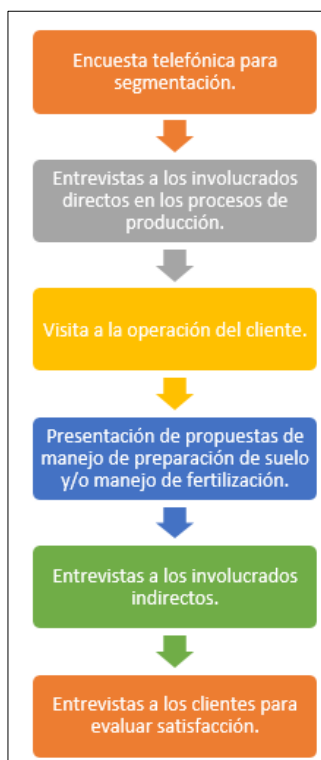 Encuesta telefónica para
segmentación.
Entrevistas a los involucrados
directos en los procesos de
producción.
Visita a la operación del cliente.
Presentación de propuestas de
manejo de preparación de suelo
y/o manejo de fertilización.
Entrevistas a los involucrados
indirectos.
Entrevistas a los clientes para
evaluar satisfacción.